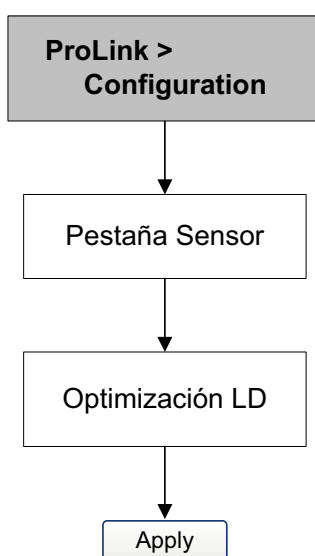 ProLink >
Configuration
Pestaña Sensor
Optimización LD
Apply